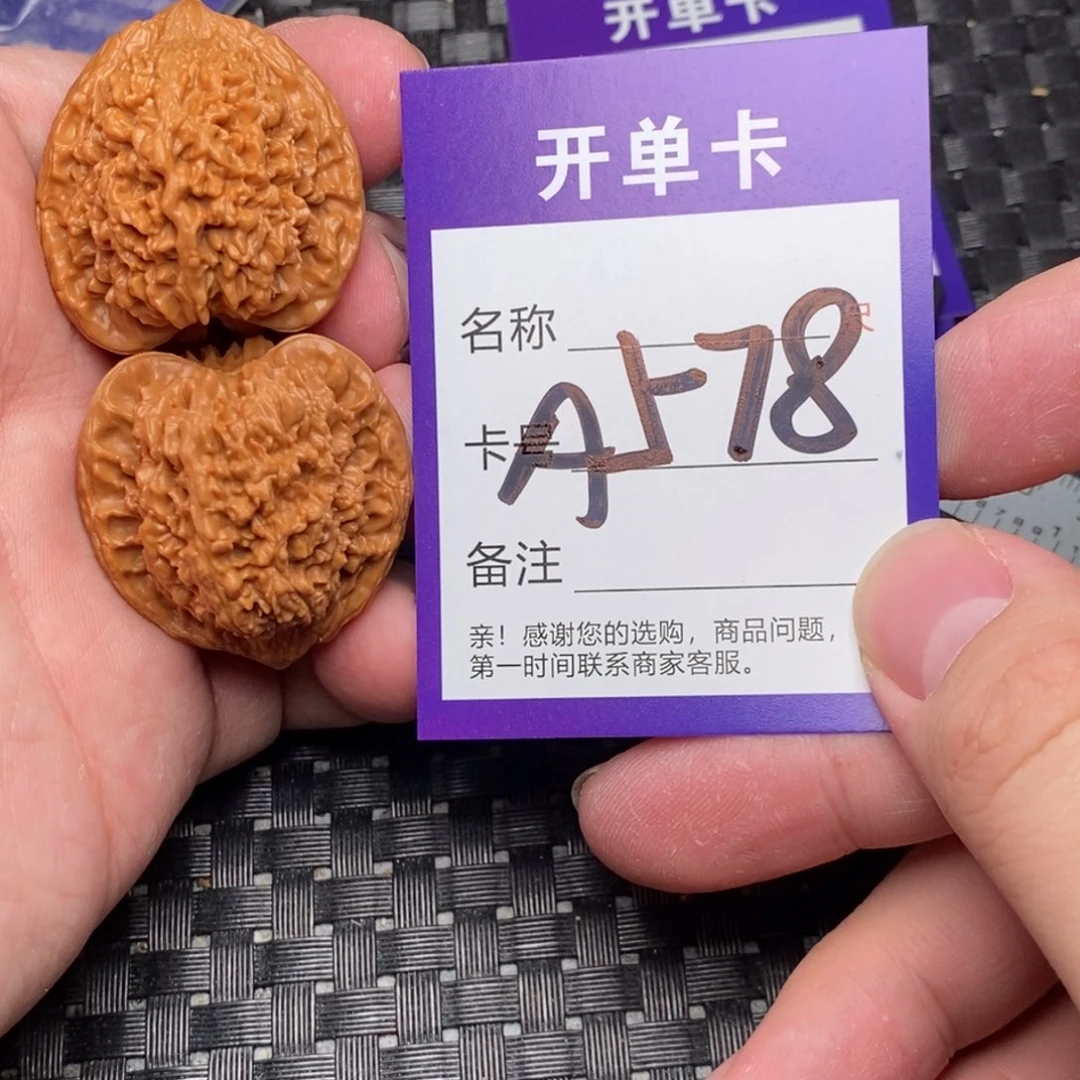 开单卡
开单卡
名称
A578
卡号
备注
亲！感谢您的选购，商品问题，
第一时间联系商家客服。